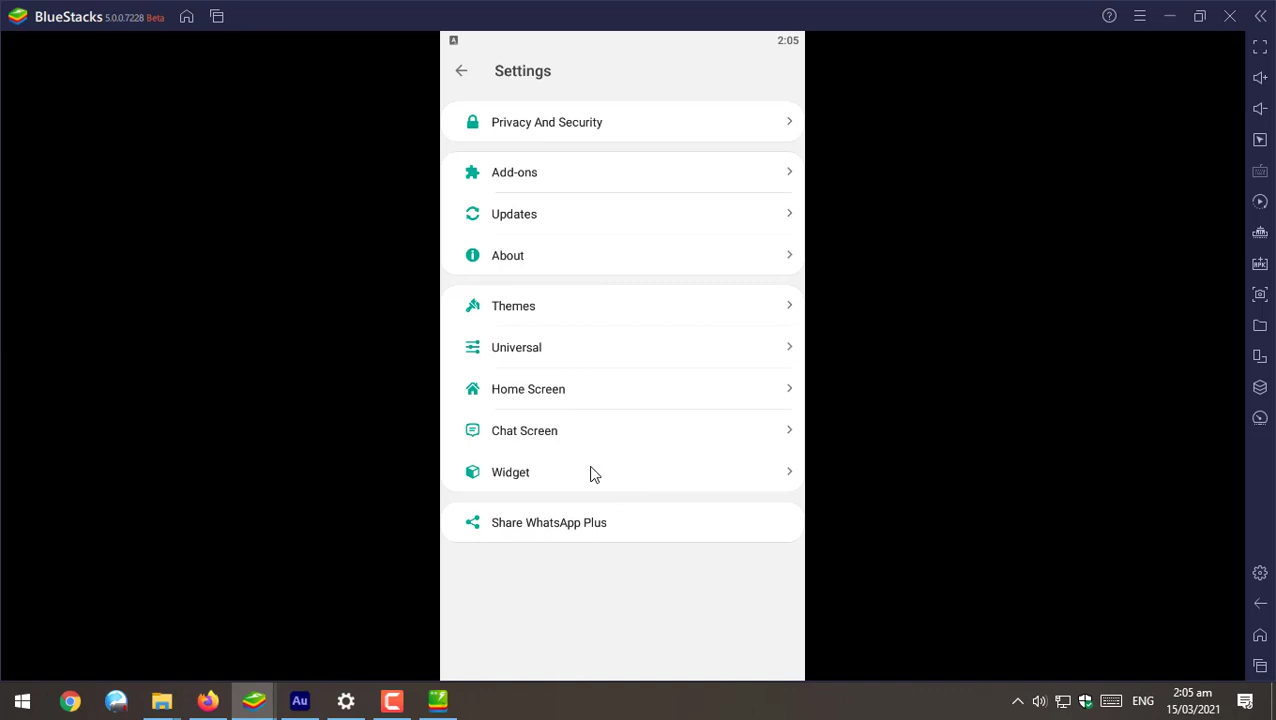 BlueStacks 5.0.0.7228 Beta
2:05
Settings
Privacy And Security
Add-ons
Updates
About
Themes
Universal
Home Screen
Chat Screen
Widget
Share WhatsApp Plus
Au
ENG
2:05 am
15/03/2021